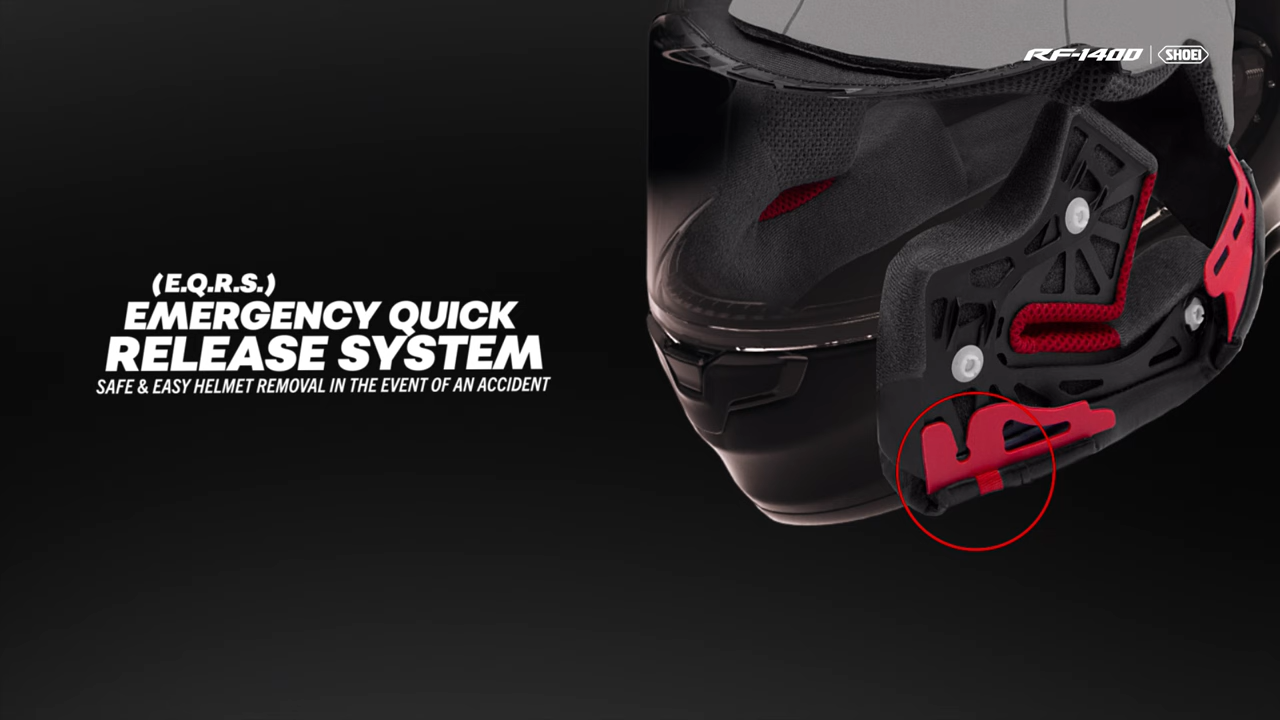 RF-1400 | SHOEI
(E.Q.R.S.)
EMERGENCY QUICK
RELEASE SYSTEM
SAFE & EASY HELMET REMOVAL IN THE EVENT OF AN ACCIDENT